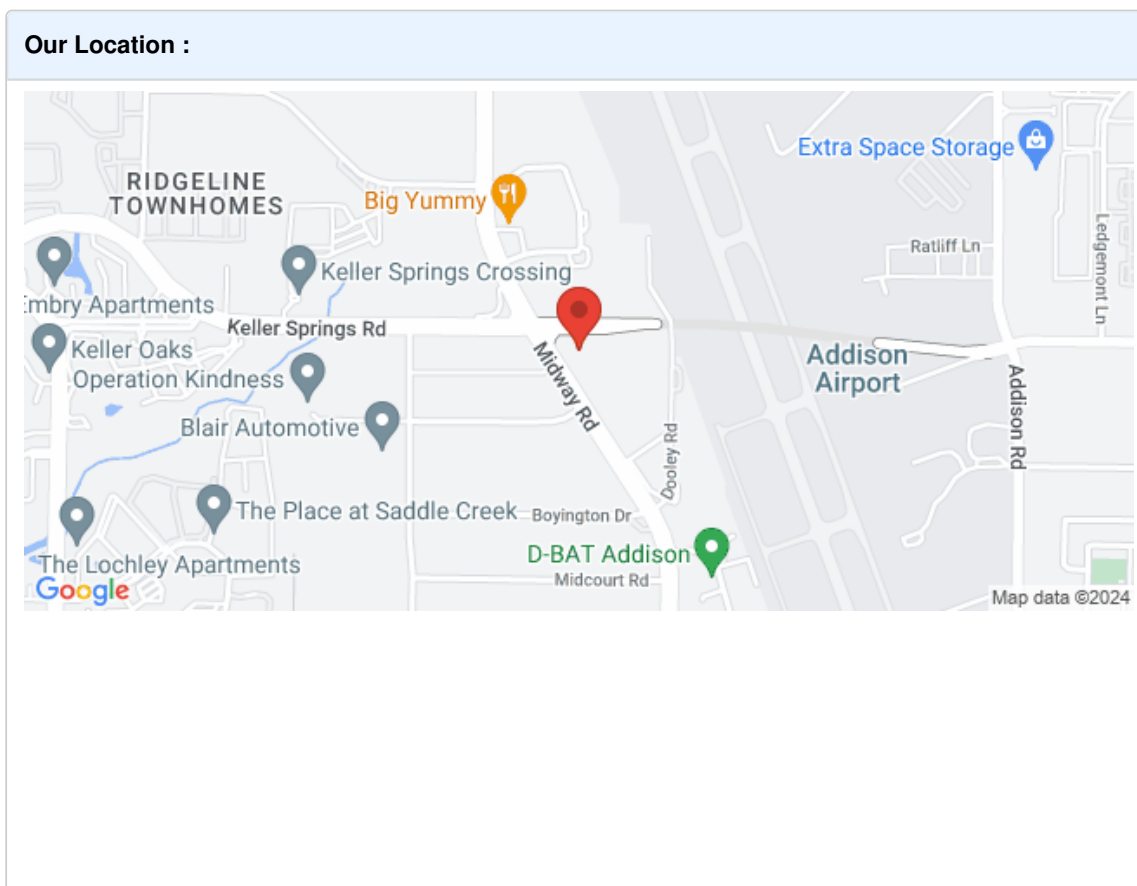 Our Location :
RIDGELINE
TOWNHOMES
Extra Space Storage
Big Yummy
Ratliff Ln
Ledgemont Ln
Keller Springs Crossing
Embry Apartments
Keller Springs Rd
Keller Oaks
Addison
Airport
Operation Kindness
Midway Rd
Addison Rd
Blair Automotive
Dooley Rd
The Place at Saddle Creek
Boyington Dr
D-BAT Addison
The Lochley Apartments
Midcourt Rd
Google
Map data ©2024